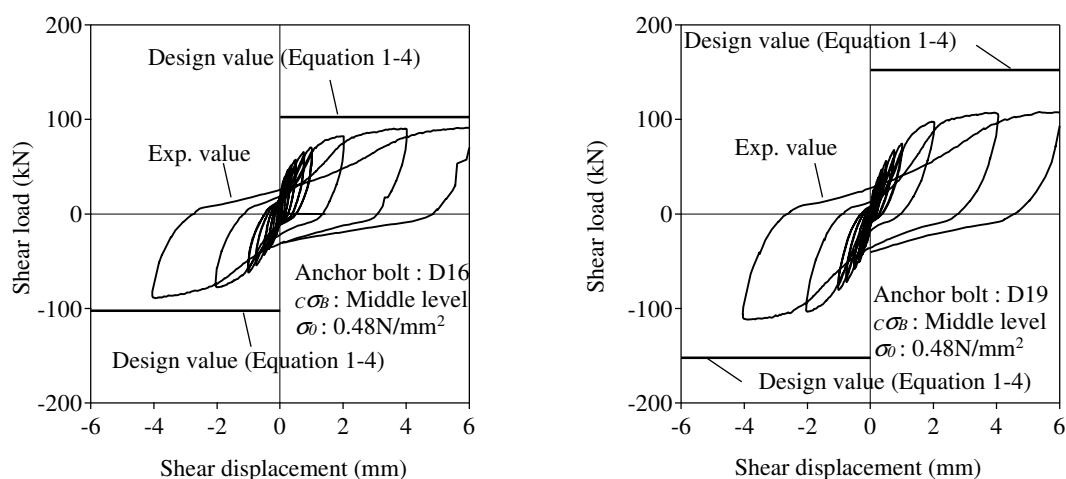 200
Design value (Equation 1-4)
100
Exp. value
0
Anchor bolt : D16
cσB : Middle level
σ0 : 0.48N/mm2
-100
Design value (Equation 1-4)
-200
-6 -4 -2 0 2 4 6
Shear load (kN)
Shear displacement (mm)
200
Design value (Equation 1-4)
100
Exp. value
0
Anchor bolt : D19
cσB : Middle level
σ0 : 0.48N/mm2
-100
Design value (Equation 1-4)
-200
-6 -4 -2 0 2 4 6
Shear load (kN)
Shear displacement (mm)